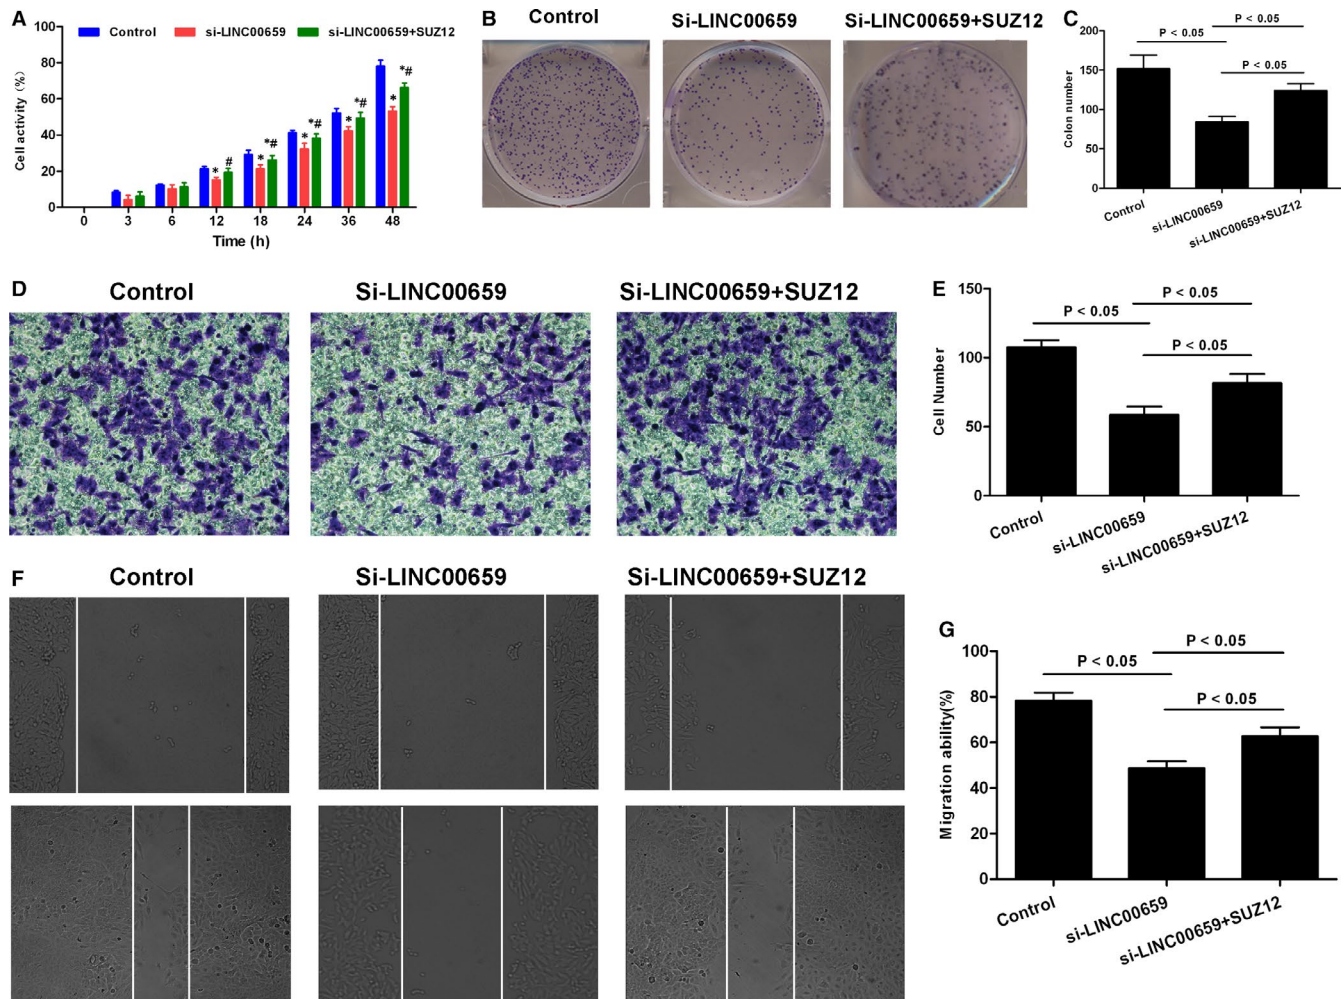 A
Control si-LINC00659 si-LINC00659+SUZ12
Cell activity (%)
80
60
40
20
0
* # * *# * *# * *# * *#
0 3 6 12 18 24 36 48
Time (h)
B
Control Si-LINC00659 Si-LINC00659+SUZ12
C
P < 0.05
P < 0.05
P < 0.05
Colon number
200
150
100
50
0
Control
si-LINC00659
si-LINC00659+SUZ12
D
Control Si-LINC00659 Si-LINC00659+SUZ12
E
P < 0.05
P < 0.05
P < 0.05
Cell Number
150
100
50
0
Control
si-LINC00659
si-LINC00659+SUZ12
F
Control Si-LINC00659 Si-LINC00659+SUZ12
G
P < 0.05
P < 0.05
P < 0.05
Migration ability(%)
100
80
60
40
20
0
Control
si-LINC00659
si-LINC00659+SUZ12